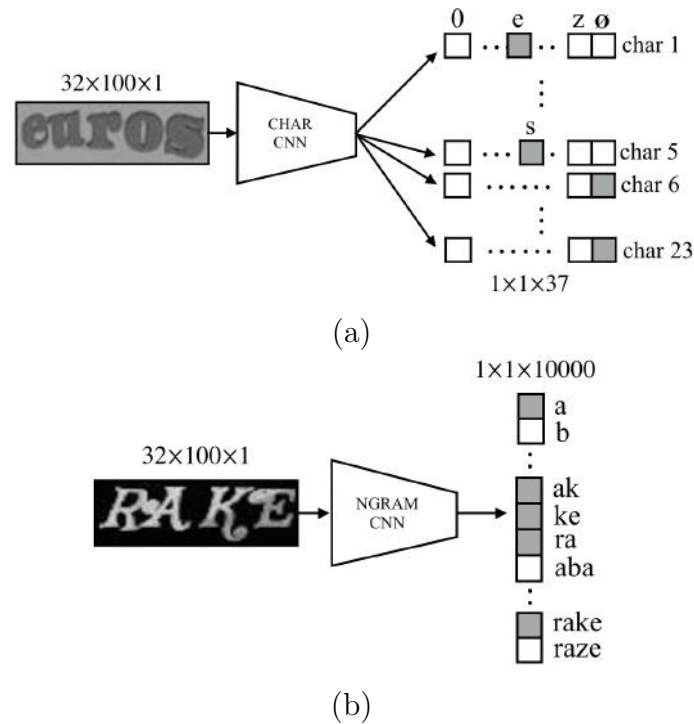 0 e z ø
char 1
32×100×1
euros
CHAR
CNN
s
char 5
char 6
char 23
1×1×37
(a)
1×1×10000
a
b
32×100×1
RAKE
NGRAM
CNN
ak
ke
ra
aba
rake
raze
(b)